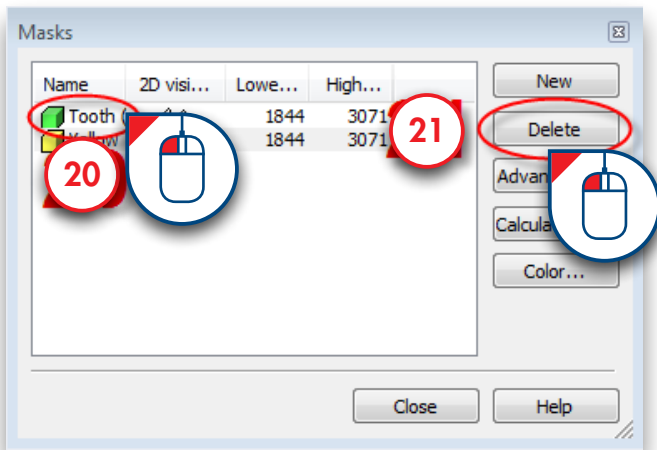 Masks
Name 2D visi... Lowe... High...
Tooth ( 1844 3071
Yellow 1844 3071
20
21
New
Delete
Advan
Calcula
Color...
Close
Help